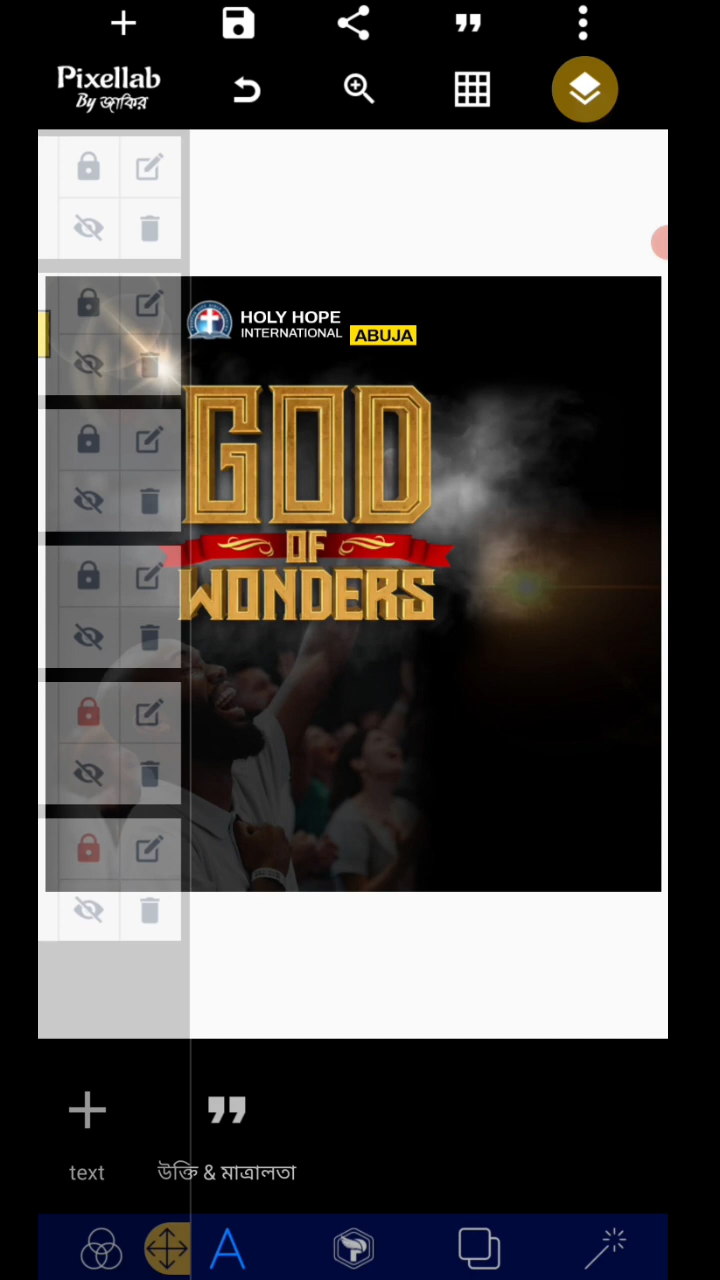 Pixellab
By জাকির
HOLY HOPE
INTERNATIONAL ABUJA
GOD
OF
WONDERS
text
উক্তি & মাত্রালতা